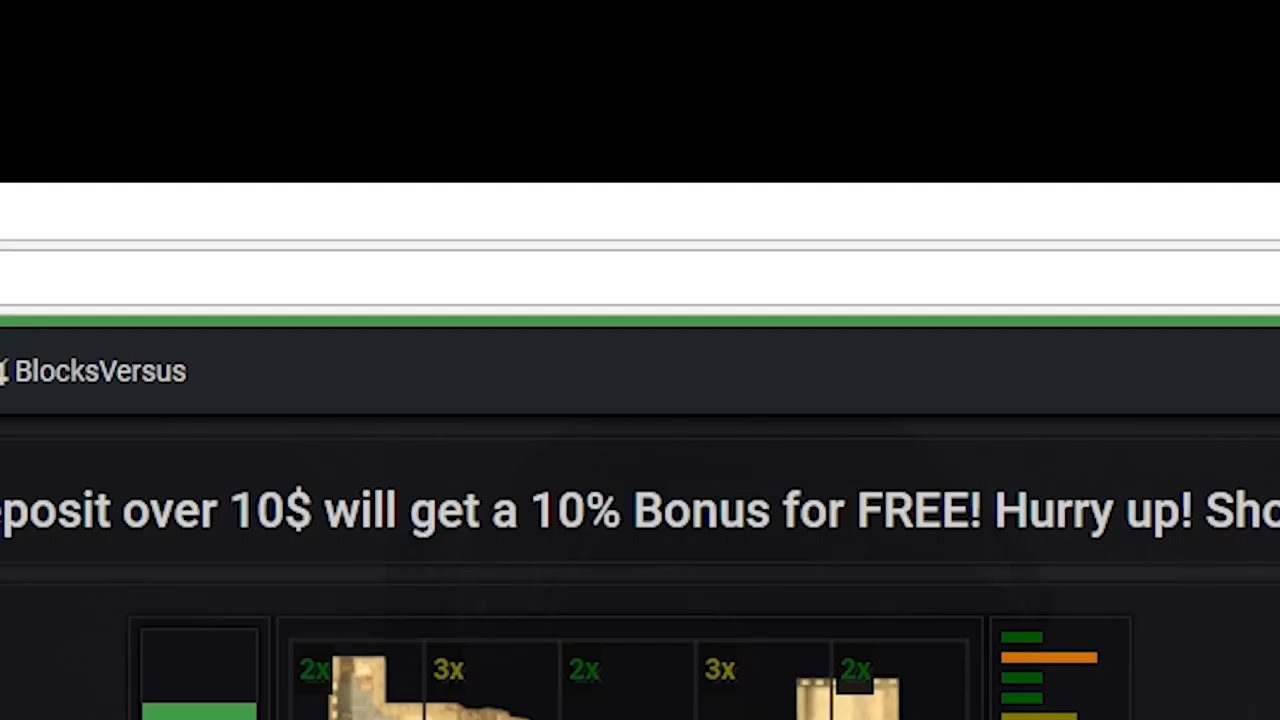 BlocksVersus
eposit over 10$ will get a 10% Bonus for FREE! Hurry up! Sho
2x 3x 2x 3x 2x